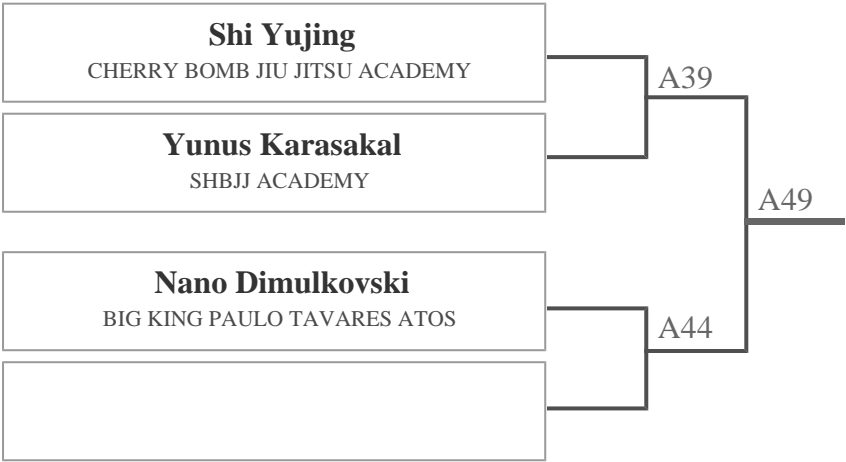 Shi Yujing
CHERRY BOMB JIU JITSU ACADEMY
A39
Yunus Karasakal
SHBJJ ACADEMY
A49
Nano Dimulkovski
BIG KING PAULO TAVARES ATOS
A44